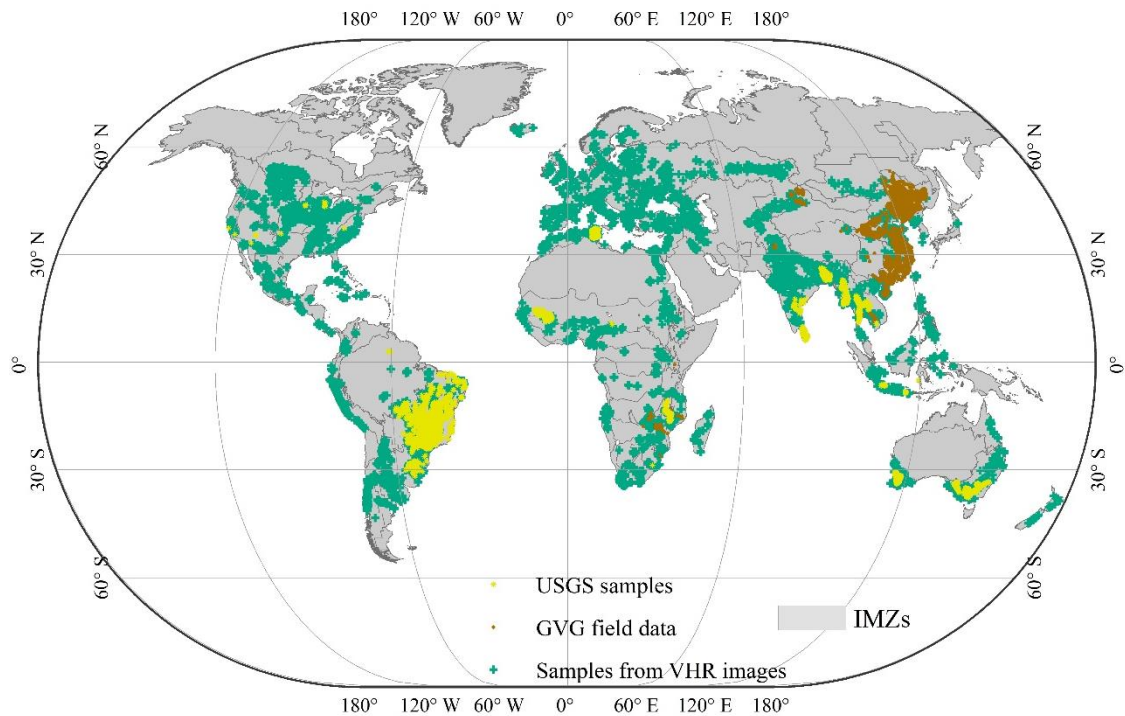 180° 120° W 60° W 0° 60° E 120° E 180°
60° N 60° N
30° N 30° N
0° 0°
30° S 30° S
60° S 60° S
USGS samples
GVG field data
IMZs
Samples from VHR images
180° 120° W 60° W 0° 60° E 120° E 180°